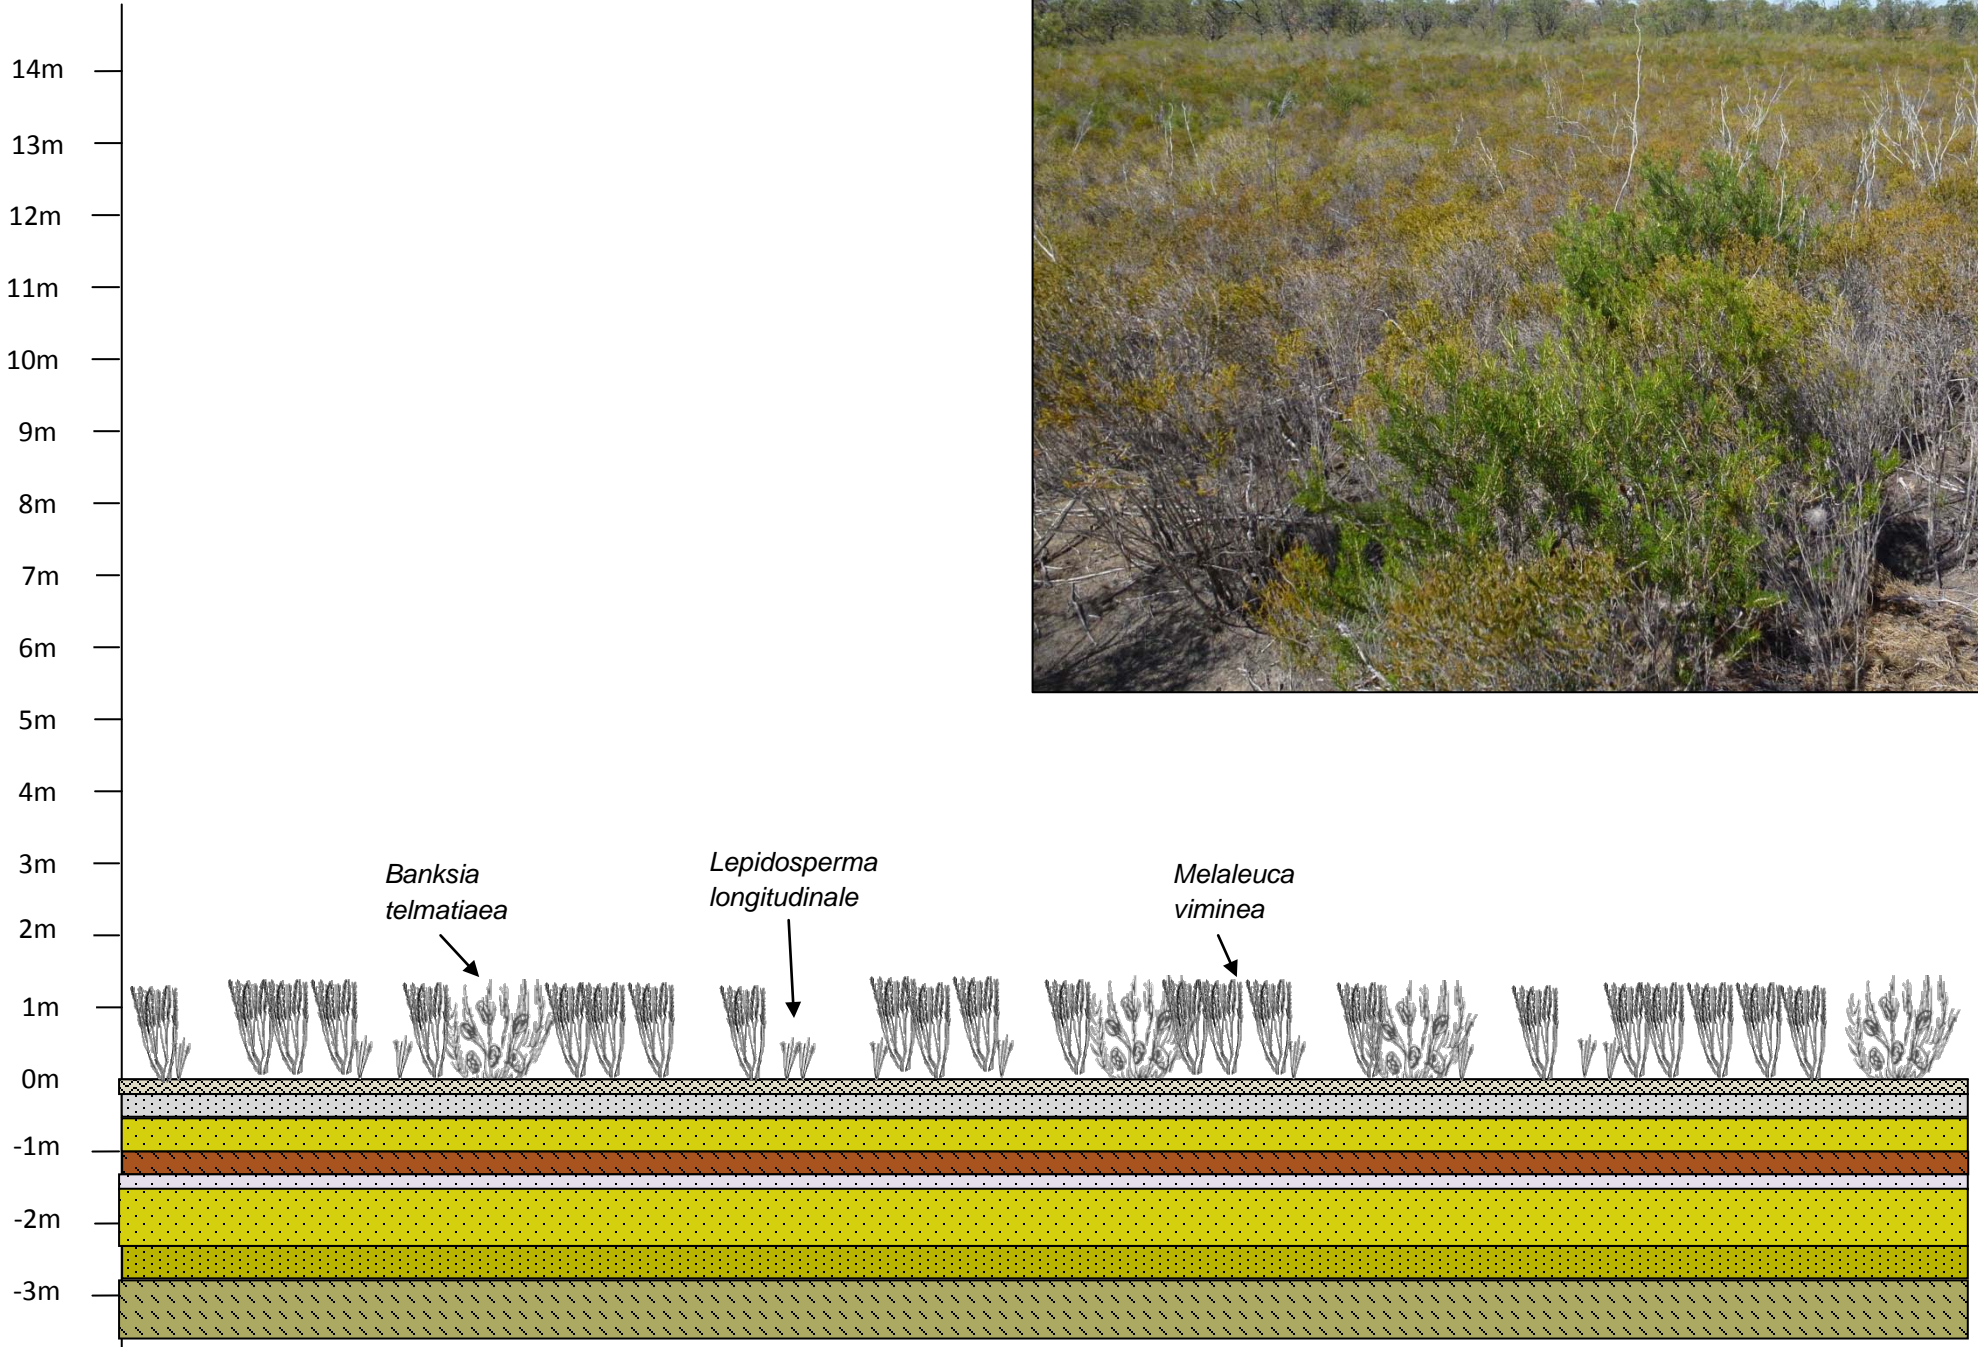 14m
13m
12m
11m
10m
9m
8m
7m
6m
5m
4m
3m
2m
1m
0m
-1m
-2m
-3m
Banksia
telmatiaea
Lepidosperma
longitudinale
Melaleuca
viminea